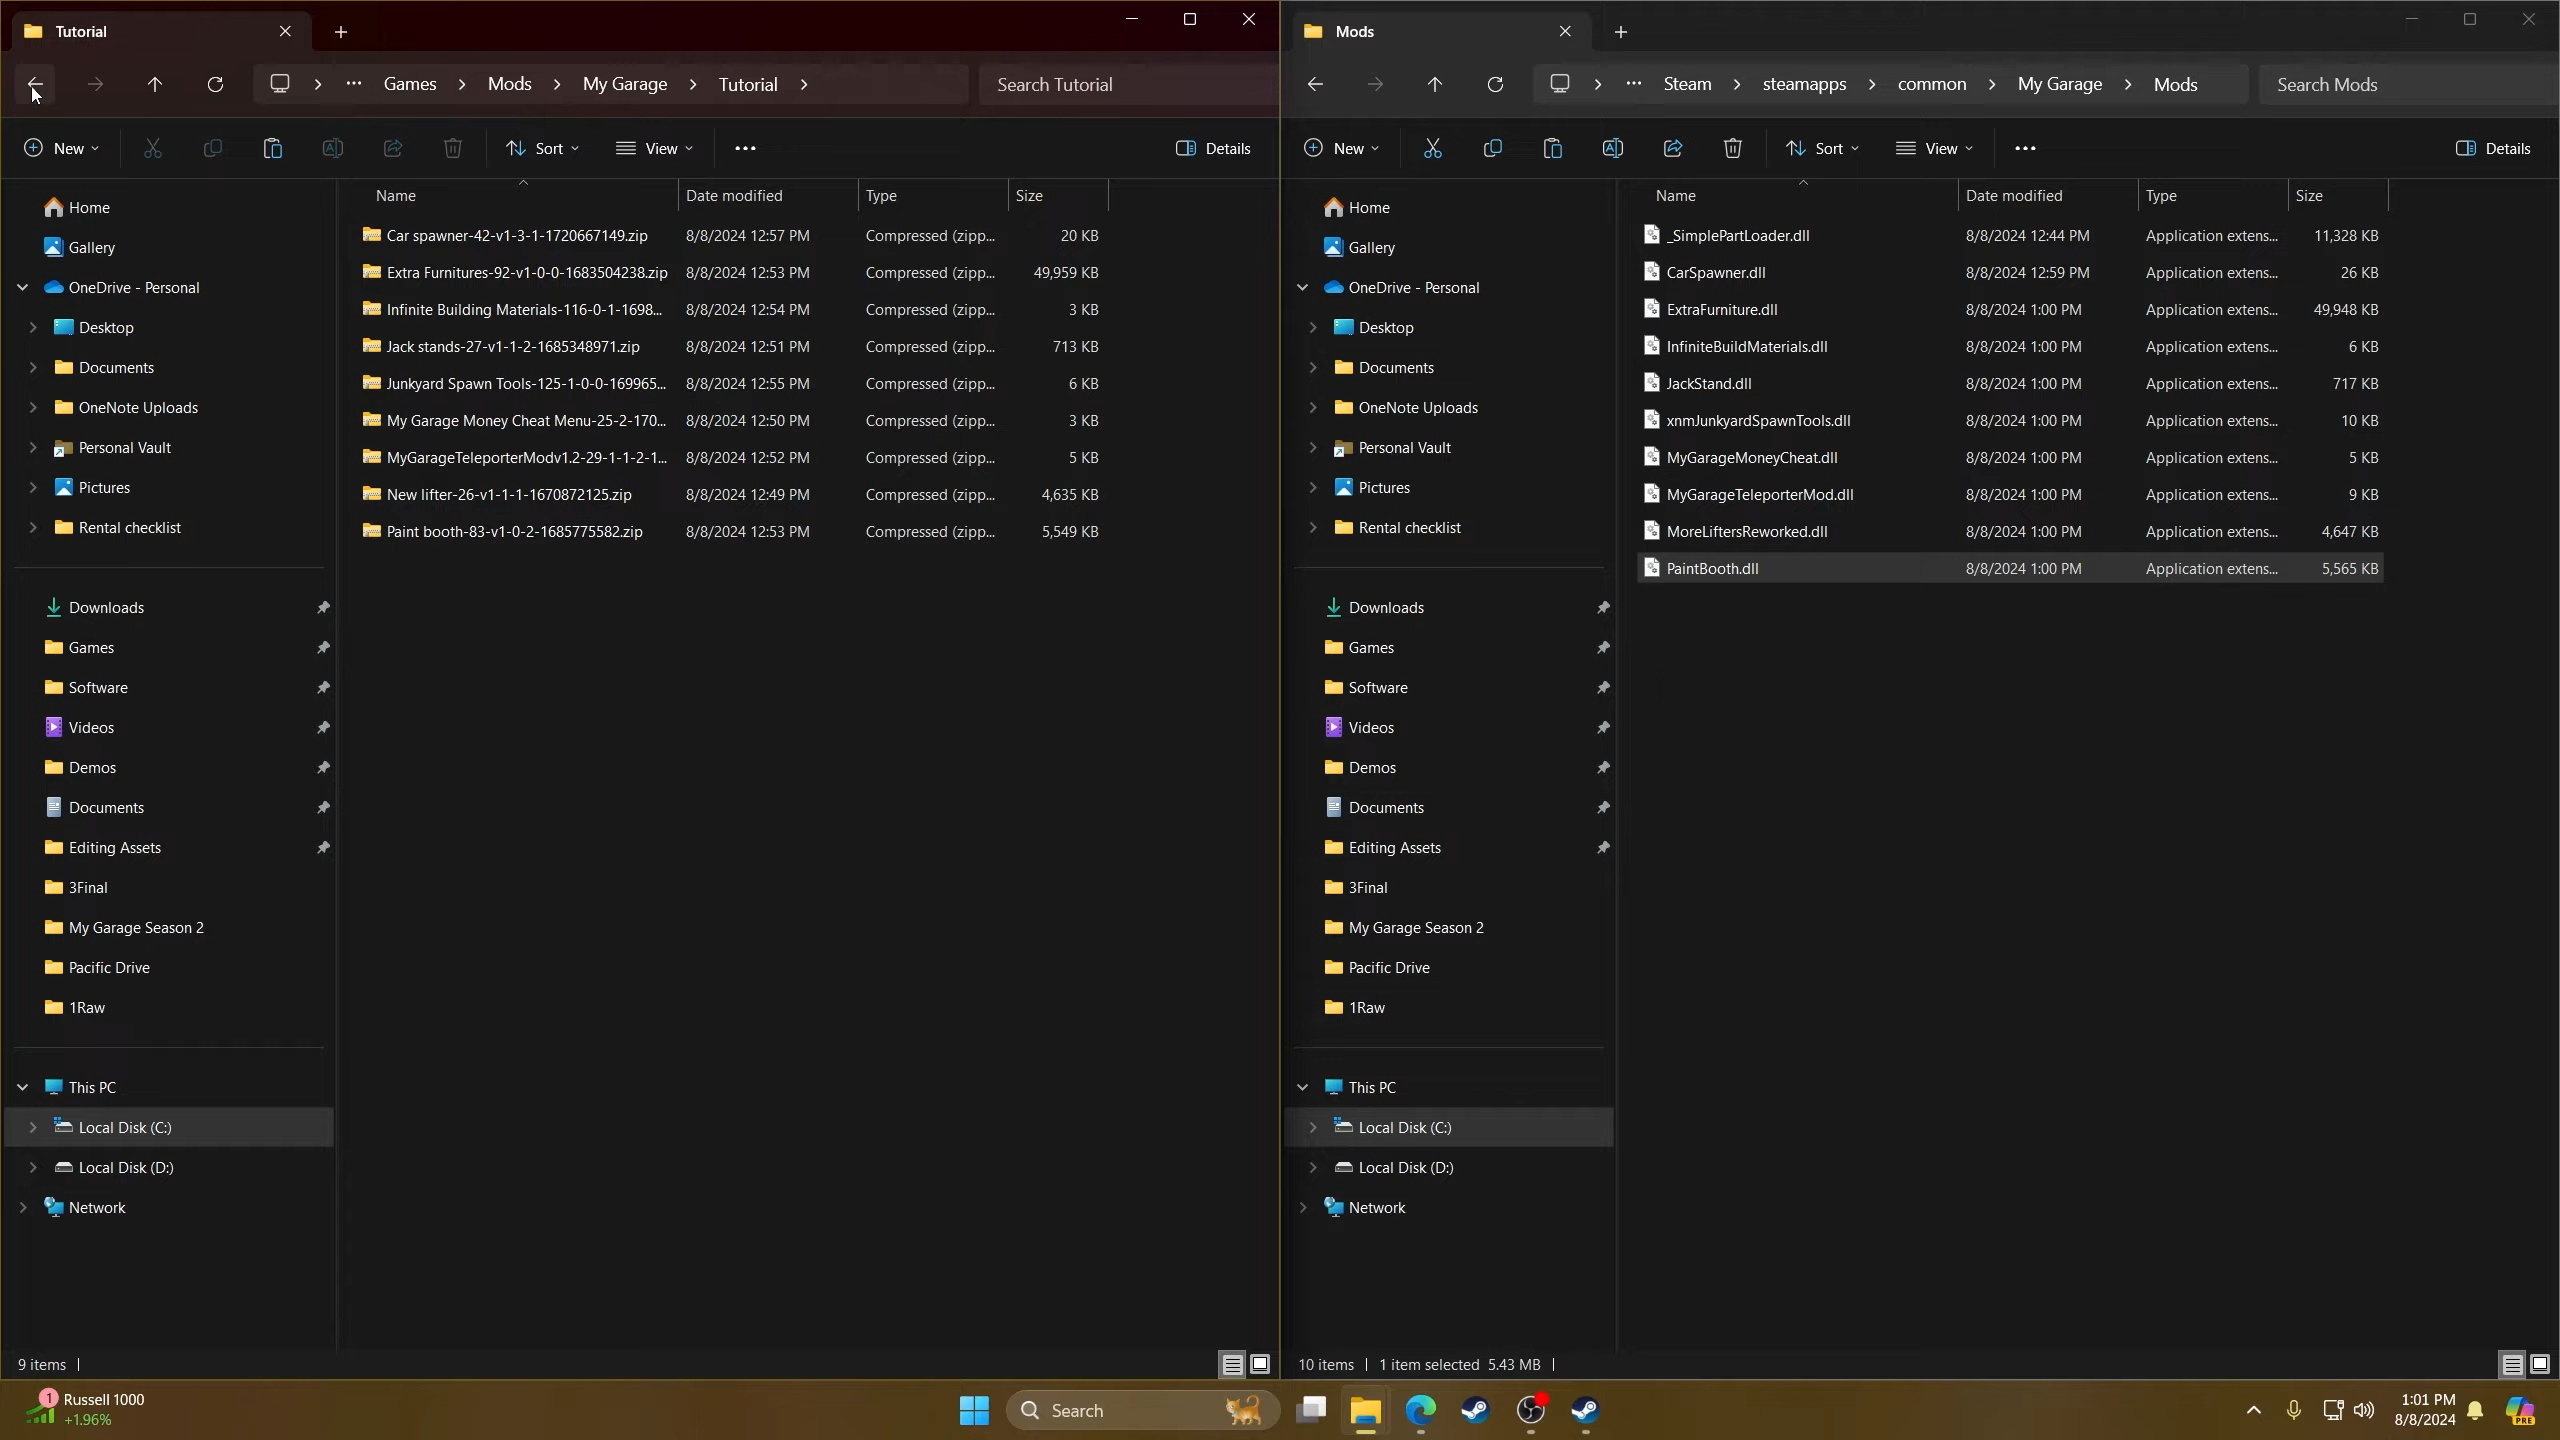 Tutorial
Games > Mods > My Garage > Tutorial >
Search Tutorial
New
Sort
View
Details
Name Date modified Type Size
Car spawner-42-v1-3-1-1720667149.zip 8/8/2024 12:57 PM Compressed (zipp... 20 KB
Extra Furnitures-92-v1-0-0-1683504238.zip 8/8/2024 12:53 PM Compressed (zipp... 49,959 KB
Infinite Building Materials-116-0-1-1698... 8/8/2024 12:54 PM Compressed (zipp... 3 KB
Jack stands-27-v1-1-2-1685348971.zip 8/8/2024 12:51 PM Compressed (zipp... 713 KB
Junkyard Spawn Tools-125-1-0-0-169965... 8/8/2024 12:55 PM Compressed (zipp... 6 KB
My Garage Money Cheat Menu-25-2-170... 8/8/2024 12:50 PM Compressed (zipp... 3 KB
MyGarageTeleporterModv1.2-29-1-1-2-1... 8/8/2024 12:52 PM Compressed (zipp... 5 KB
New lifter-26-v1-1-1-1670872125.zip 8/8/2024 12:49 PM Compressed (zipp... 4,635 KB
Paint booth-83-v1-0-2-1685775582.zip 8/8/2024 12:53 PM Compressed (zipp... 5,549 KB
Home
Gallery
OneDrive - Personal
Desktop
Documents
OneNote Uploads
Personal Vault
Pictures
Rental checklist
Downloads
Games
Software
Videos
Demos
Documents
Editing Assets
3Final
My Garage Season 2
Pacific Drive
1Raw
This PC
Local Disk (C:)
Local Disk (D:)
Network
9 items
Mods
Steam > steamapps > common > My Garage > Mods
Search Mods
New
Sort
View
Details
Name Date modified Type Size
_SimplePartLoader.dll 8/8/2024 12:44 PM Application extens... 11,328 KB
CarSpawner.dll 8/8/2024 12:59 PM Application extens... 26 KB
ExtraFurniture.dll 8/8/2024 1:00 PM Application extens... 49,948 KB
InfiniteBuildMaterials.dll 8/8/2024 1:00 PM Application extens... 6 KB
JackStand.dll 8/8/2024 1:00 PM Application extens... 717 KB
xnmJunkyardSpawnTools.dll 8/8/2024 1:00 PM Application extens... 10 KB
MyGarageMoneyCheat.dll 8/8/2024 1:00 PM Application extens... 5 KB
MyGarageTeleporterMod.dll 8/8/2024 1:00 PM Application extens... 9 KB
MoreLiftersReworked.dll 8/8/2024 1:00 PM Application extens... 4,647 KB
PaintBooth.dll 8/8/2024 1:00 PM Application extens... 5,565 KB
Home
Gallery
OneDrive - Personal
Desktop
Documents
OneNote Uploads
Personal Vault
Pictures
Rental checklist
Downloads
Games
Software
Videos
Demos
Documents
Editing Assets
3Final
My Garage Season 2
Pacific Drive
1Raw
This PC
Local Disk (C:)
Local Disk (D:)
Network
10 items 1 item selected 5.43 MB
1
Russell 1000
+1.96%
Search
1:01 PM
8/8/2024
PRE